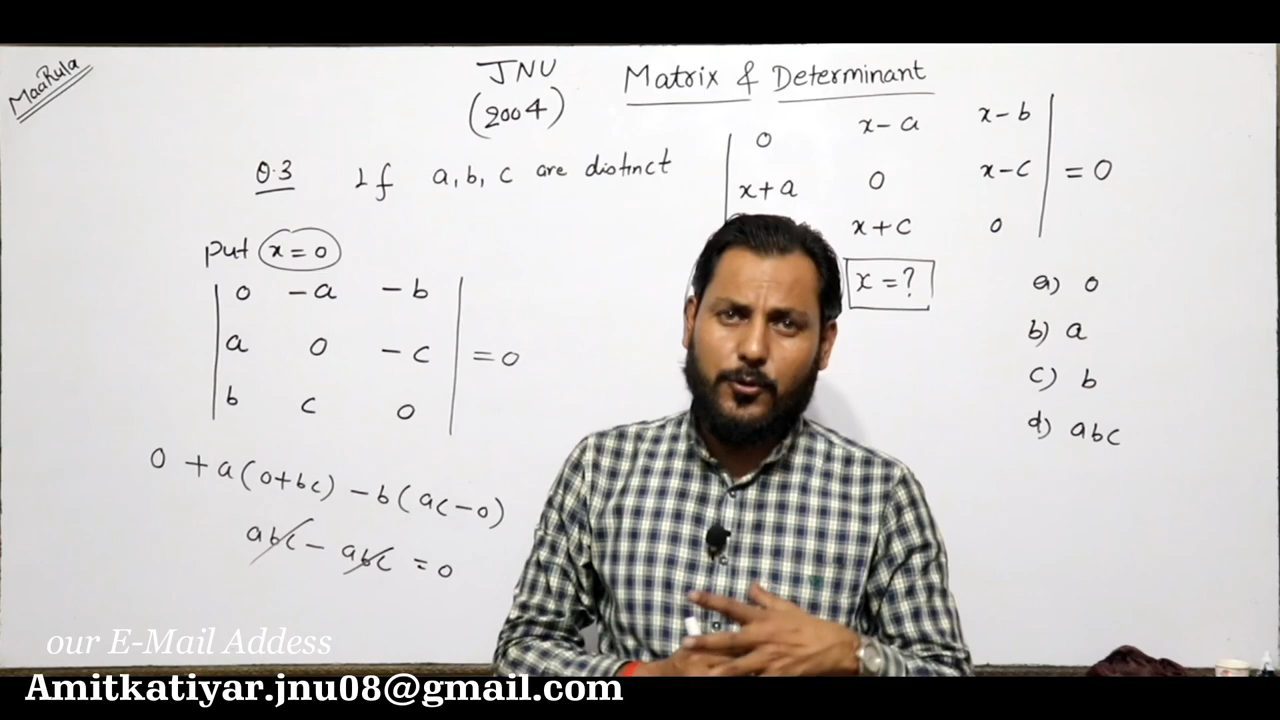 MaaRula
JNU
(2004)
Matrix & Determinant
Q.3 If a, b, c are distinct
0 x-a x-b
x+a 0 x-c = 0
x+c 0
x = ?
a) 0
b) a
c) b
d) abc
put x = 0
0 -a -b
a 0 -c = 0
b c 0
0 + a(0+bc) - b(ac-0)
abc - abc = 0
our E-Mail Addess
Amitkatiyar.jnu08@gmail.com